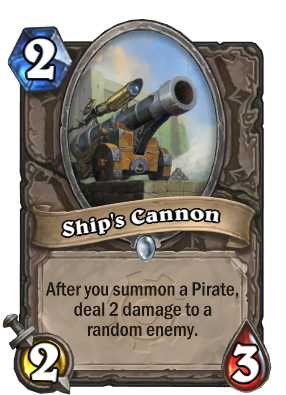 2
Ship's Cannon
After you summon a Pirate,
deal 2 damage to a
random enemy.
2
3